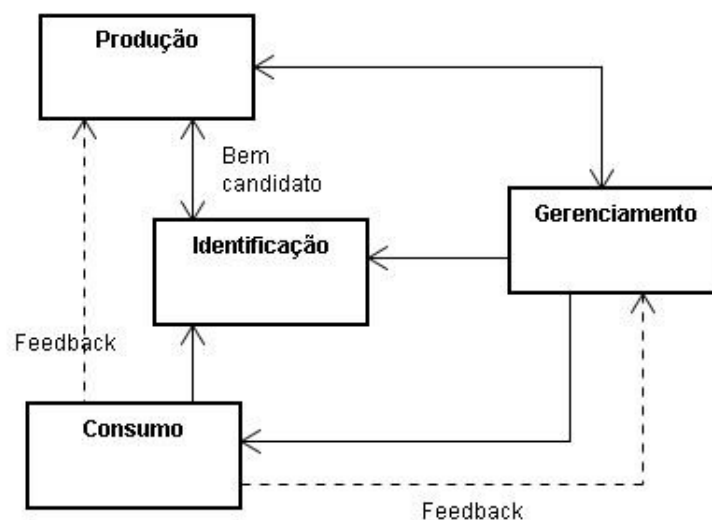 Produção
Bem
candidato
Gerenciamento
Identificação
Feedback
Consumo
Feedback